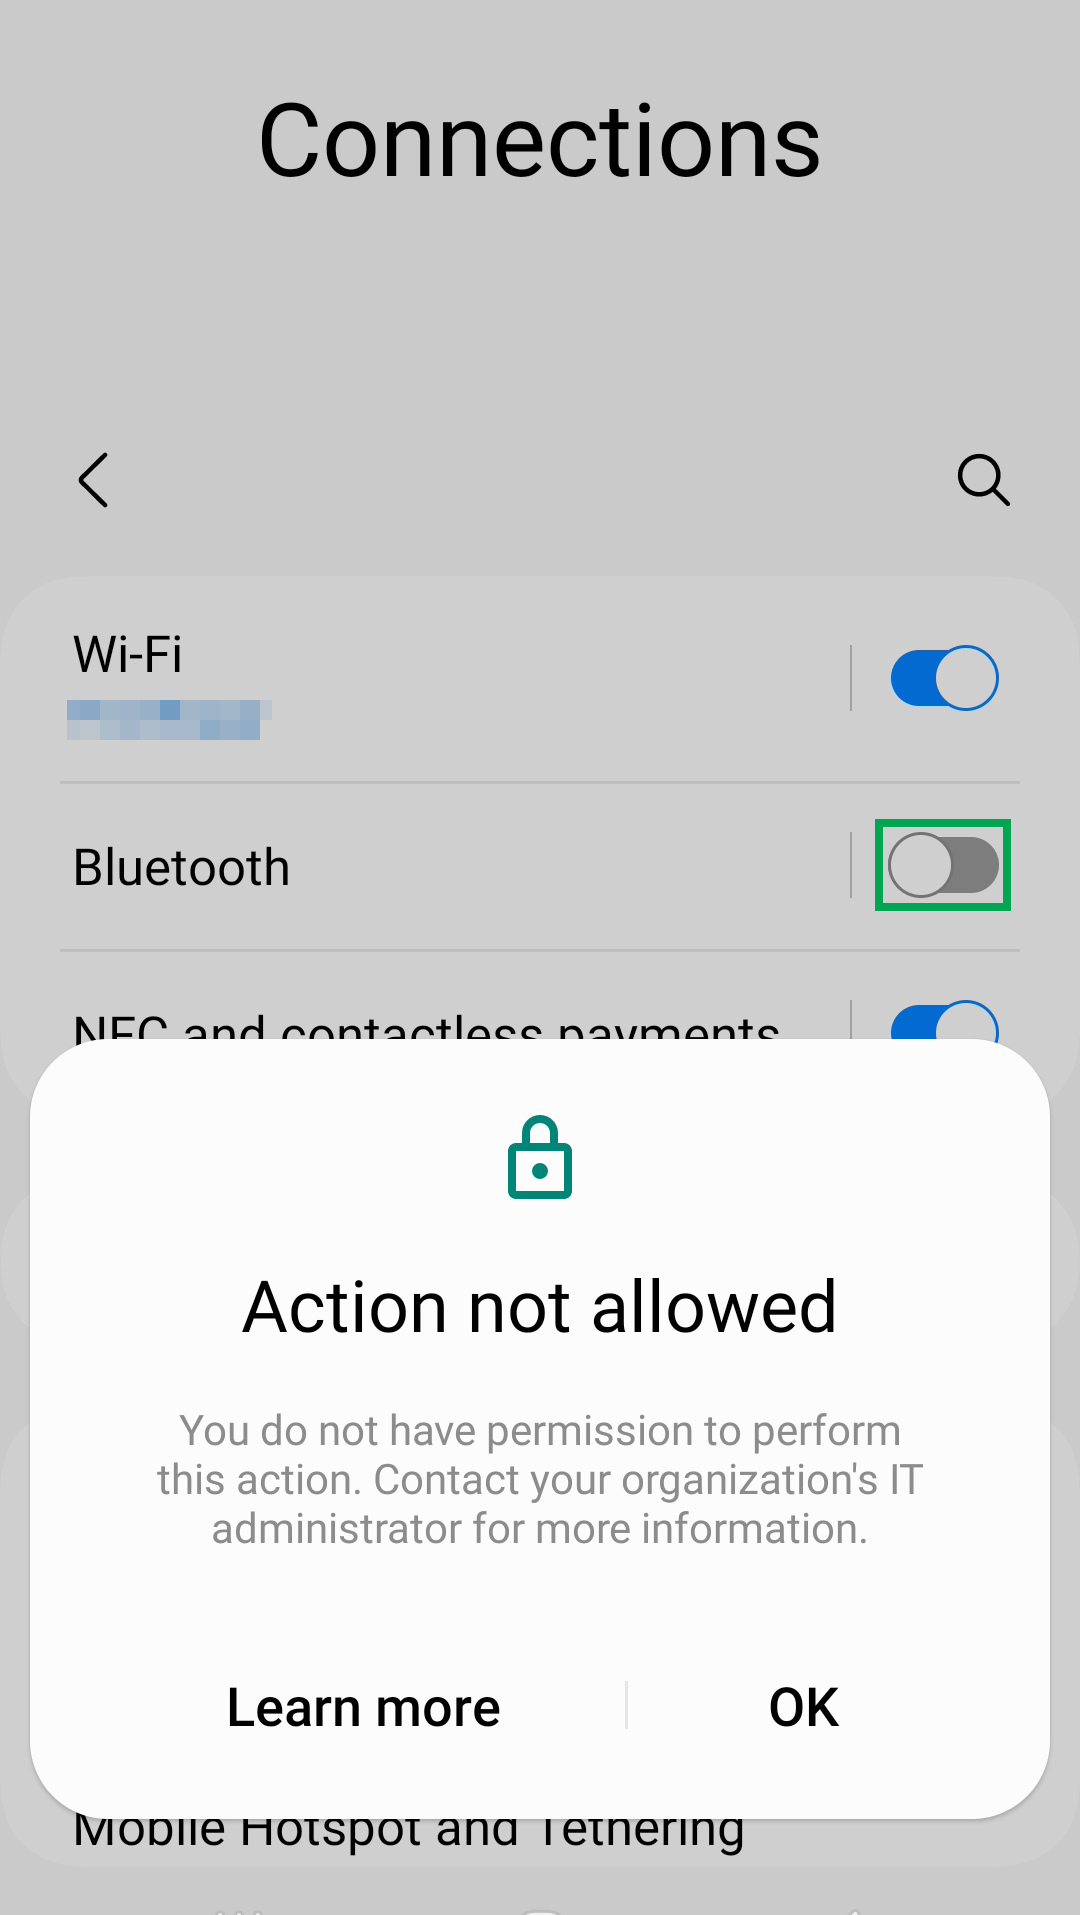 Connections
Wi-Fi
Bluetooth
NFC and contactless payments
Action not allowed
You do not have permission to perform
this action. Contact your organization's IT
administrator for more information.
Learn more
OK
Mobile Hotspot and Tethering